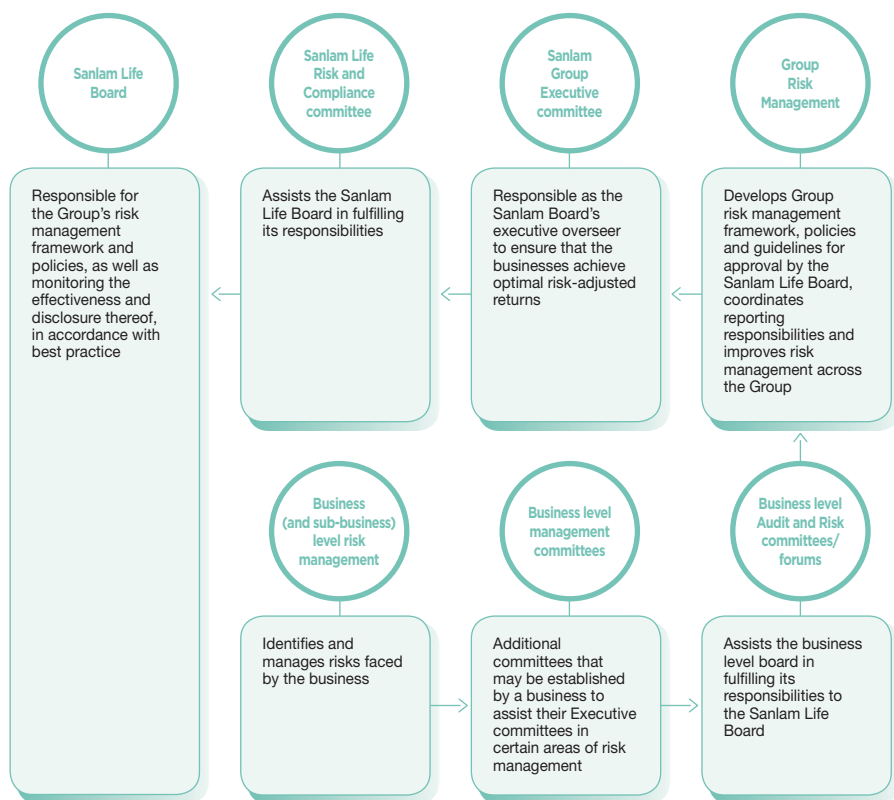 Sanlam Life
Board
Responsible for
the Group’s risk
management
framework and
policies, as well as
monitoring the
effectiveness and
disclosure thereof,
in accordance with
best practice
Sanlam Life
Risk and
Compliance
committee
Assists the Sanlam
Life Board in fulfilling
its responsibilities
Sanlam
Group
Executive
committee
Responsible as the
Sanlam Board’s
executive overseer
to ensure that the
businesses achieve
optimal risk-adjusted
returns
Group
Risk
Management
Develops Group
risk management
framework, policies
and guidelines for
approval by the
Sanlam Life Board,
coordinates
reporting
responsibilities and
improves risk
management across
the Group
Business
(and sub-business)
level risk
management
Identifies and
manages risks faced
by the business
Business level
management
committees
Additional
committees that
may be established
by a business to
assist their Executive
committees in
certain areas of risk
management
Business level
Audit and Risk
committees/
forums
Assists the business
level board in
fulfilling its
responsibilities to
the Sanlam Life
Board